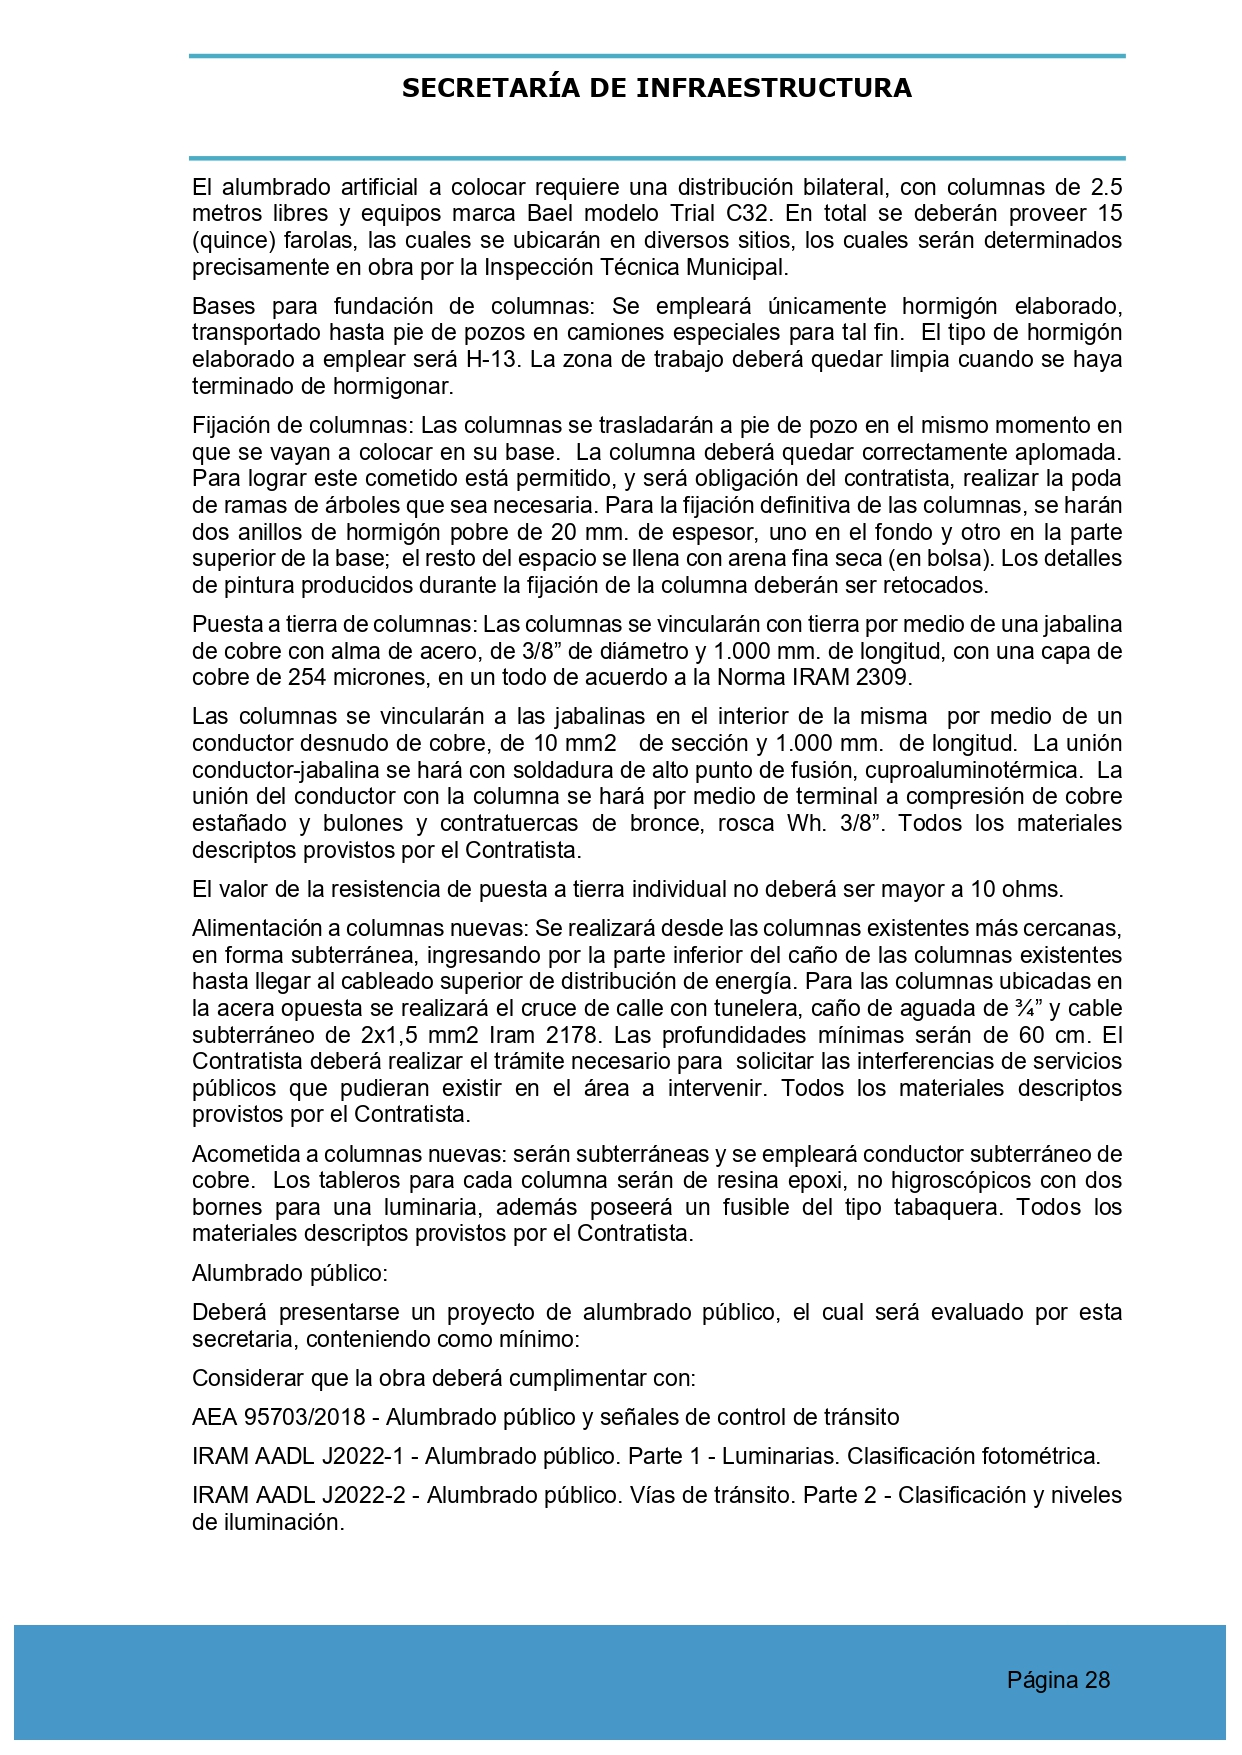 SECRETARÍA DE INFRAESTRUCTURA
El alumbrado artificial a colocar requiere una distribución bilateral, con columnas de 2.5
metros libres y equipos marca Bael modelo Trial C32. En total se deberán proveer 15
(quince) farolas, las cuales se ubicarán en diversos sitios, los cuales serán determinados
precisamente en obra por la Inspección Técnica Municipal.
Bases para fundación de columnas: Se empleará únicamente hormigón elaborado,
transportado hasta pie de pozos en camiones especiales para tal fin.  El tipo de hormigón
elaborado a emplear será H-13. La zona de trabajo deberá quedar limpia cuando se haya
terminado de hormigonar.
Fijación de columnas: Las columnas se trasladarán a pie de pozo en el mismo momento en
que se vayan a colocar en su base.  La columna deberá quedar correctamente aplomada.
Para lograr este cometido está permitido, y será obligación del contratista, realizar la poda
de ramas de árboles que sea necesaria. Para la fijación definitiva de las columnas, se harán
dos anillos de hormigón pobre de 20 mm. de espesor, uno en el fondo y otro en la parte
superior de la base;  el resto del espacio se llena con arena fina seca (en bolsa). Los detalles
de pintura producidos durante la fijación de la columna deberán ser retocados.
Puesta a tierra de columnas: Las columnas se vincularán con tierra por medio de una jabalina
de cobre con alma de acero, de 3/8” de diámetro y 1.000 mm. de longitud, con una capa de
cobre de 254 micrones, en un todo de acuerdo a la Norma IRAM 2309.
Las columnas se vincularán a las jabalinas en el interior de la misma  por medio de un
conductor desnudo de cobre, de 10 mm2  de sección y 1.000 mm.  de longitud.  La unión
conductor-jabalina se hará con soldadura de alto punto de fusión, cuproaluminotérmica.  La
unión del conductor con la columna se hará por medio de terminal a compresión de cobre
estañado y bulones y contratuercas de bronce, rosca Wh. 3/8”. Todos los materiales
descriptos provistos por el Contratista.
El valor de la resistencia de puesta a tierra individual no deberá ser mayor a 10 ohms.
Alimentación a columnas nuevas: Se realizará desde las columnas existentes más cercanas,
en forma subterránea, ingresando por la parte inferior del caño de las columnas existentes
hasta llegar al cableado superior de distribución de energía. Para las columnas ubicadas en
la acera opuesta se realizará el cruce de calle con tunelera, caño de aguada de ¾” y cable
subterráneo de 2x1,5 mm2 Iram 2178. Las profundidades mínimas serán de 60 cm. El
Contratista deberá realizar el trámite necesario para  solicitar las interferencias de servicios
públicos que pudieran existir en el área a intervenir. Todos los materiales descriptos
provistos por el Contratista.
Acometida a columnas nuevas: serán subterráneas y se empleará conductor subterráneo de
cobre.  Los tableros para cada columna serán de resina epoxi, no higroscópicos con dos
bornes para una luminaria, además poseerá un fusible del tipo tabaquera. Todos los
materiales descriptos provistos por el Contratista.
Alumbrado público:
Deberá presentarse un proyecto de alumbrado público, el cual será evaluado por esta
secretaria, conteniendo como mínimo:
Considerar que la obra deberá cumplimentar con:
AEA 95703/2018 - Alumbrado público y señales de control de tránsito
IRAM AADL J2022-1 - Alumbrado público. Parte 1 - Luminarias. Clasificación fotométrica.
IRAM AADL J2022-2 - Alumbrado público. Vías de tránsito. Parte 2 - Clasificación y niveles
de iluminación.
Página 28